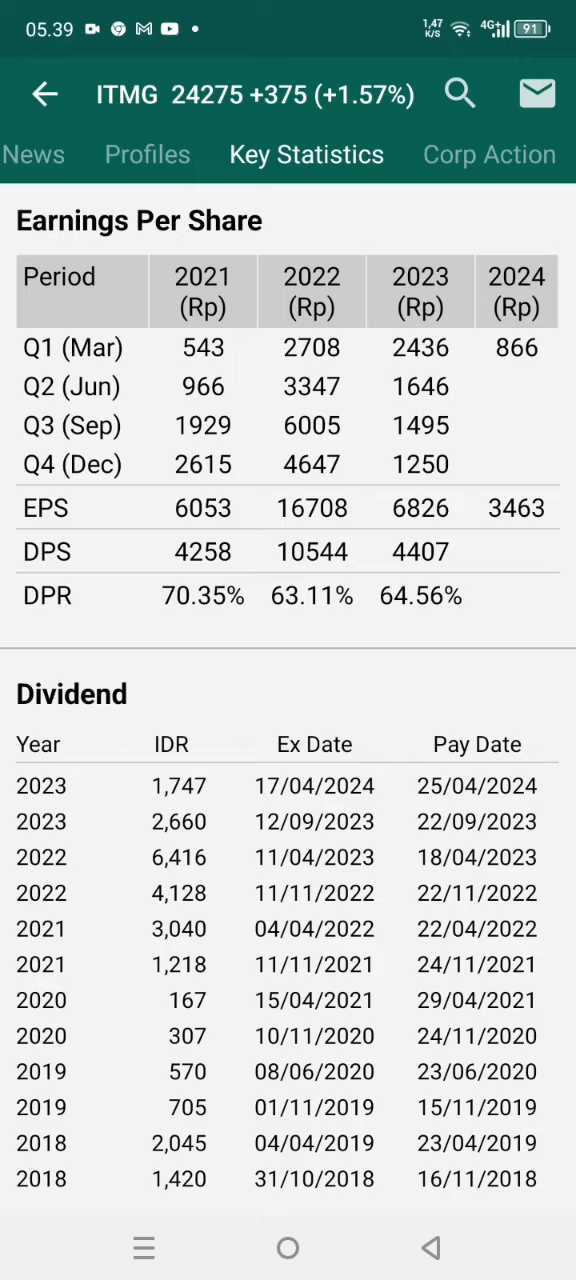 05.39 1,47 K/S 4G+ 91
ITMG 24275 +375 (+1.57%)
News Profiles Key Statistics Corp Action
Earnings Per Share
Period 2021 (Rp) 2022 (Rp) 2023 (Rp) 2024 (Rp)
Q1 (Mar) 543 2708 2436 866
Q2 (Jun) 966 3347 1646
Q3 (Sep) 1929 6005 1495
Q4 (Dec) 2615 4647 1250
EPS 6053 16708 6826 3463
DPS 4258 10544 4407
DPR 70.35% 63.11% 64.56%
Dividend
Year IDR Ex Date Pay Date
2023 1,747 17/04/2024 25/04/2024
2023 2,660 12/09/2023 22/09/2023
2022 6,416 11/04/2023 18/04/2023
2022 4,128 11/11/2022 22/11/2022
2021 3,040 04/04/2022 22/04/2022
2021 1,218 11/11/2021 24/11/2021
2020 167 15/04/2021 29/04/2021
2020 307 10/11/2020 24/11/2020
2019 570 08/06/2020 23/06/2020
2019 705 01/11/2019 15/11/2019
2018 2,045 04/04/2019 23/04/2019
2018 1,420 31/10/2018 16/11/2018